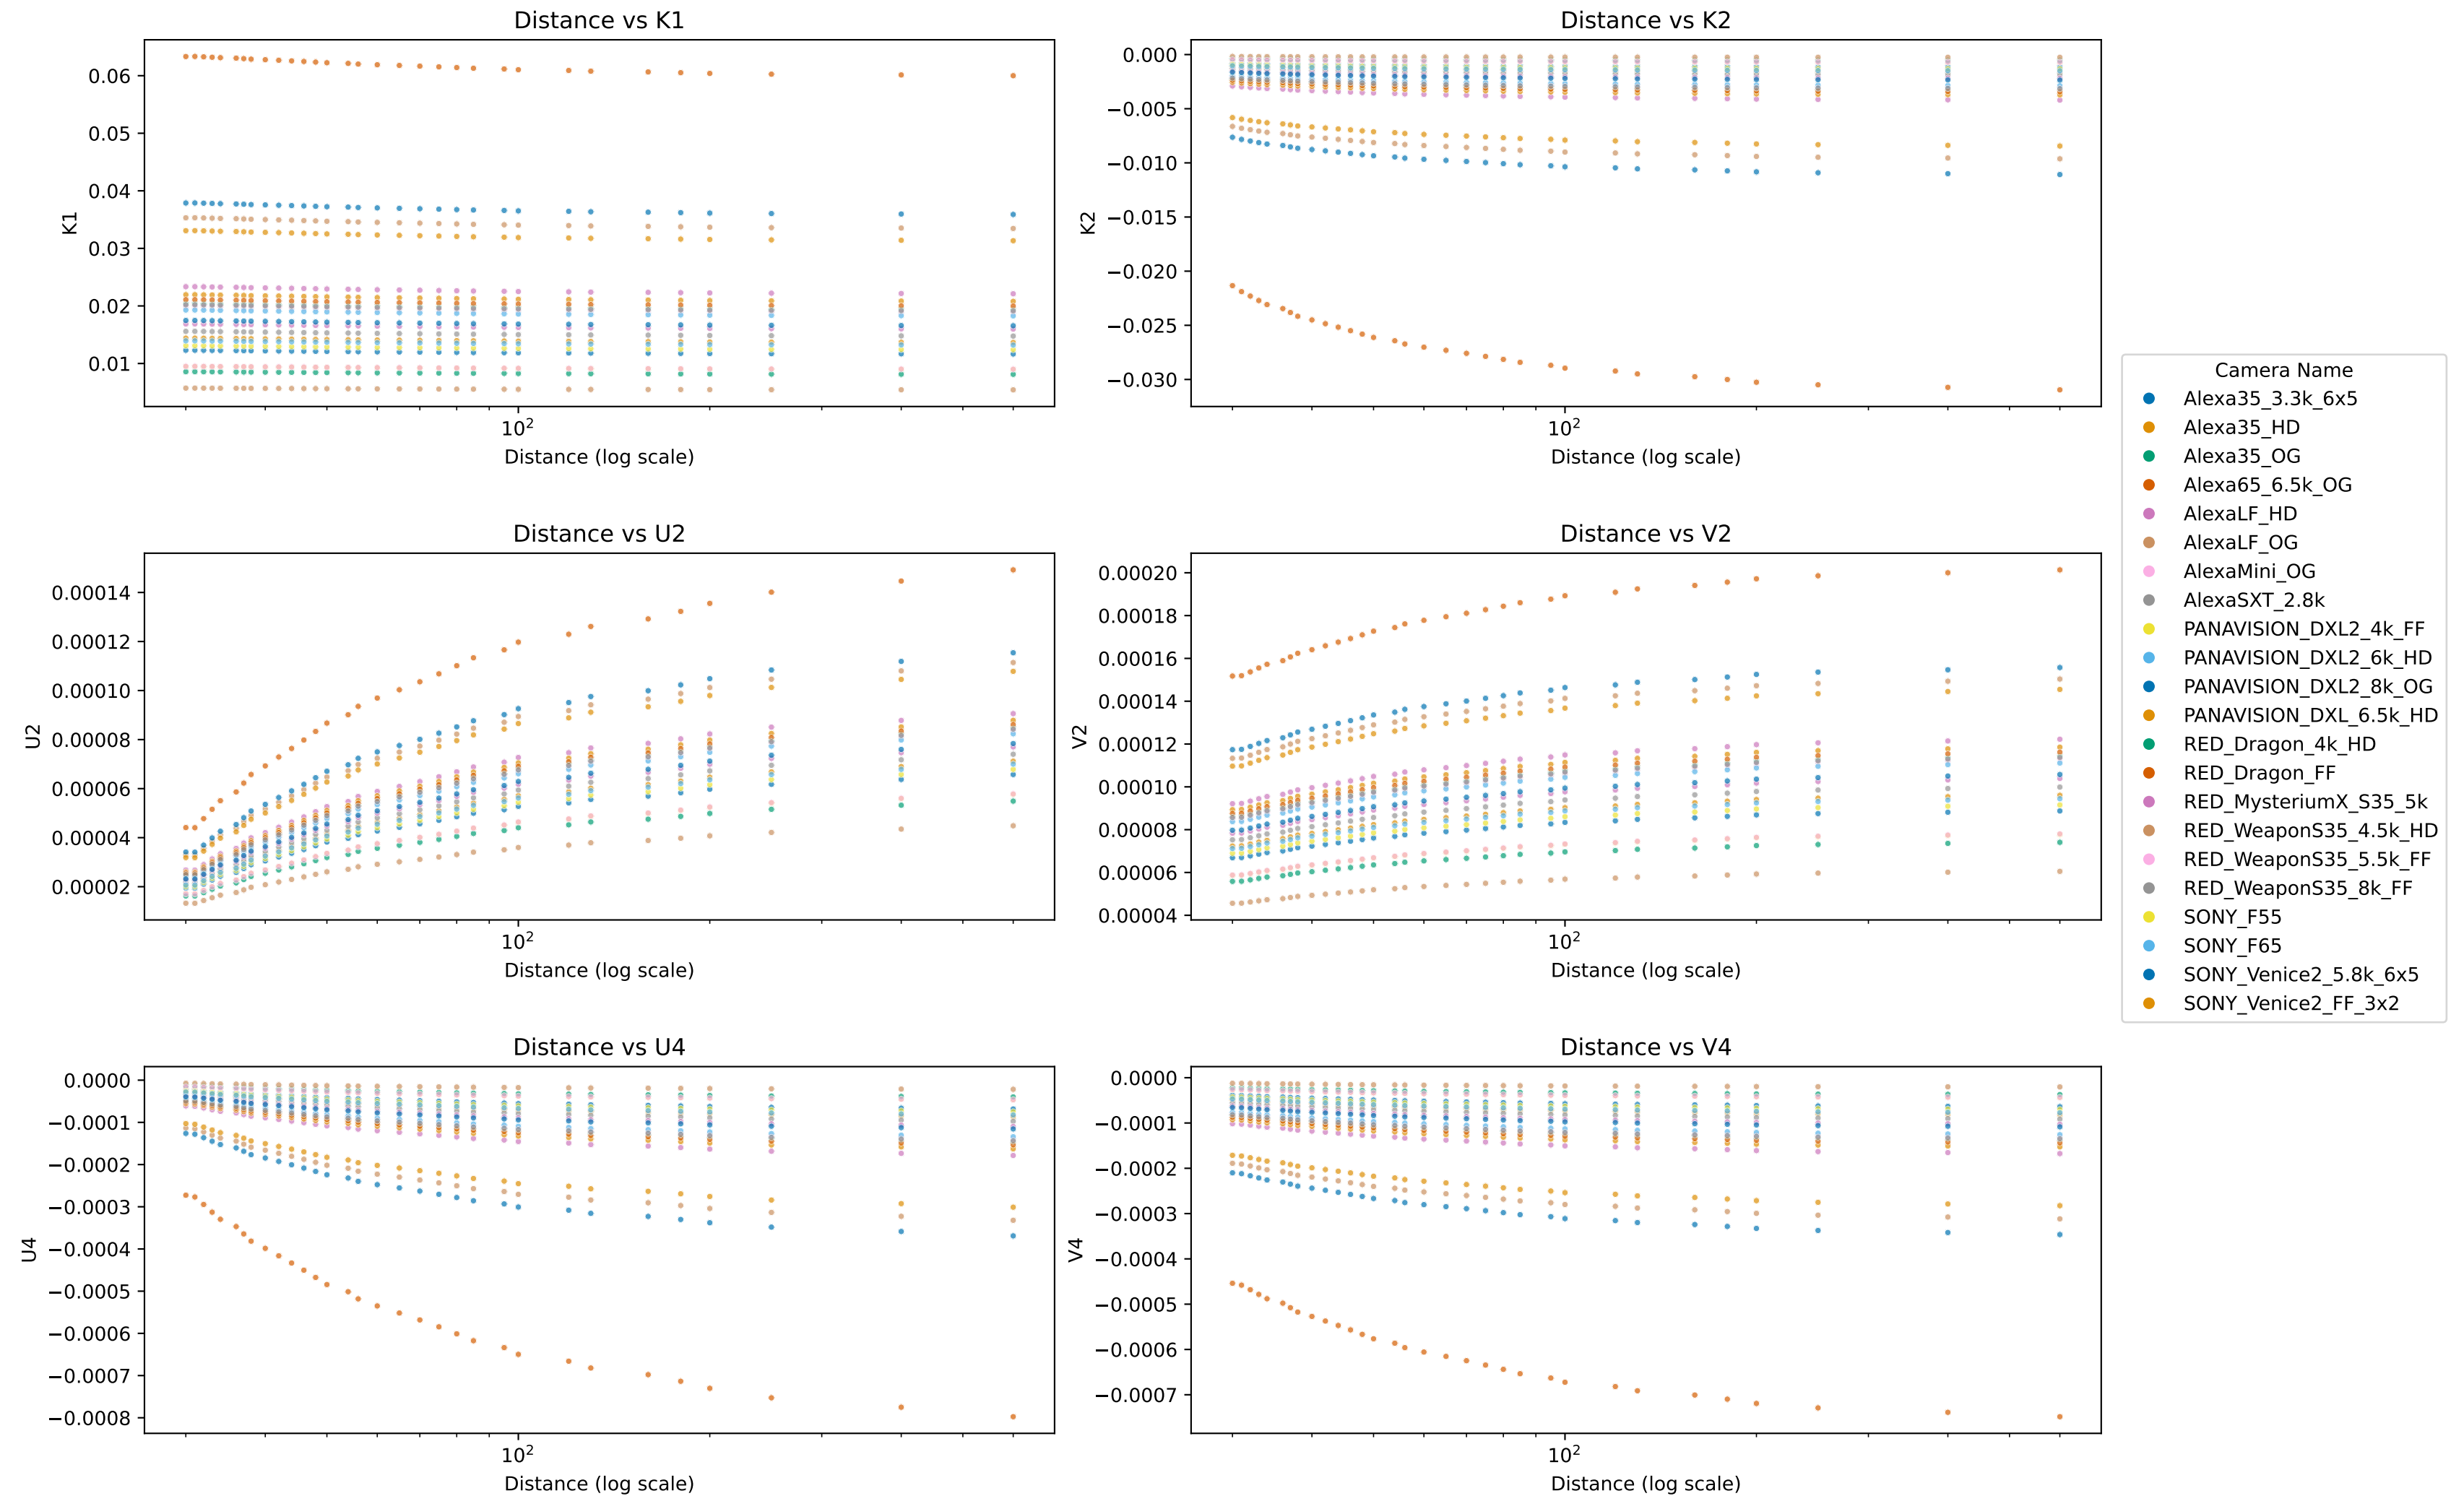 Distance vs K1
K1
0.06
0.05
0.04
0.03
0.02
0.01
10²
Distance (log scale)
Distance vs K2
K2
0.000
−0.005
−0.010
−0.015
−0.020
−0.025
−0.030
10²
Distance (log scale)
Distance vs U2
U2
0.00014
0.00012
0.00010
0.00008
0.00006
0.00004
0.00002
10²
Distance (log scale)
Distance vs V2
V2
0.00020
0.00018
0.00016
0.00014
0.00012
0.00010
0.00008
0.00006
0.00004
10²
Distance (log scale)
Distance vs U4
U4
0.0000
−0.0001
−0.0002
−0.0003
−0.0004
−0.0005
−0.0006
−0.0007
−0.0008
10²
Distance (log scale)
Distance vs V4
V4
0.0000
−0.0001
−0.0002
−0.0003
−0.0004
−0.0005
−0.0006
−0.0007
10²
Distance (log scale)
Camera Name
Alexa35_3.3k_6x5
Alexa35_HD
Alexa35_OG
Alexa65_6.5k_OG
AlexaLF_HD
AlexaLF_OG
AlexaMini_OG
AlexaSXT_2.8k
PANAVISION_DXL2_4k_FF
PANAVISION_DXL2_6k_HD
PANAVISION_DXL2_8k_OG
PANAVISION_DXL_6.5k_HD
RED_Dragon_4k_HD
RED_Dragon_FF
RED_MysteriumX_S35_5k
RED_WeaponS35_4.5k_HD
RED_WeaponS35_5.5k_FF
RED_WeaponS35_8k_FF
SONY_F55
SONY_F65
SONY_Venice2_5.8k_6x5
SONY_Venice2_FF_3x2